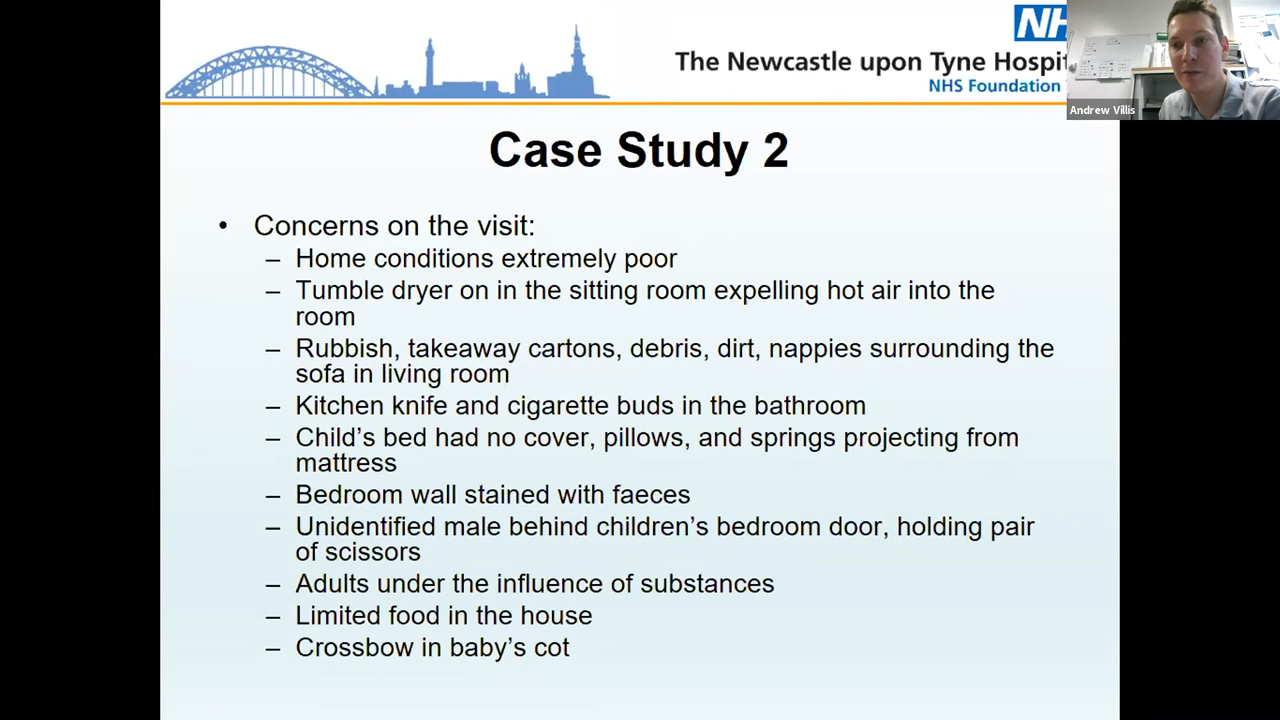 NH
The Newcastle upon Tyne Hospit
NHS Foundation
Andrew Villis
Case Study 2
• Concerns on the visit:
– Home conditions extremely poor
– Tumble dryer on in the sitting room expelling hot air into the
room
– Rubbish, takeaway cartons, debris, dirt, nappies surrounding the
sofa in living room
– Kitchen knife and cigarette buds in the bathroom
– Child's bed had no cover, pillows, and springs projecting from
mattress
– Bedroom wall stained with faeces
– Unidentified male behind children's bedroom door, holding pair
of scissors
– Adults under the influence of substances
– Limited food in the house
– Crossbow in baby's cot